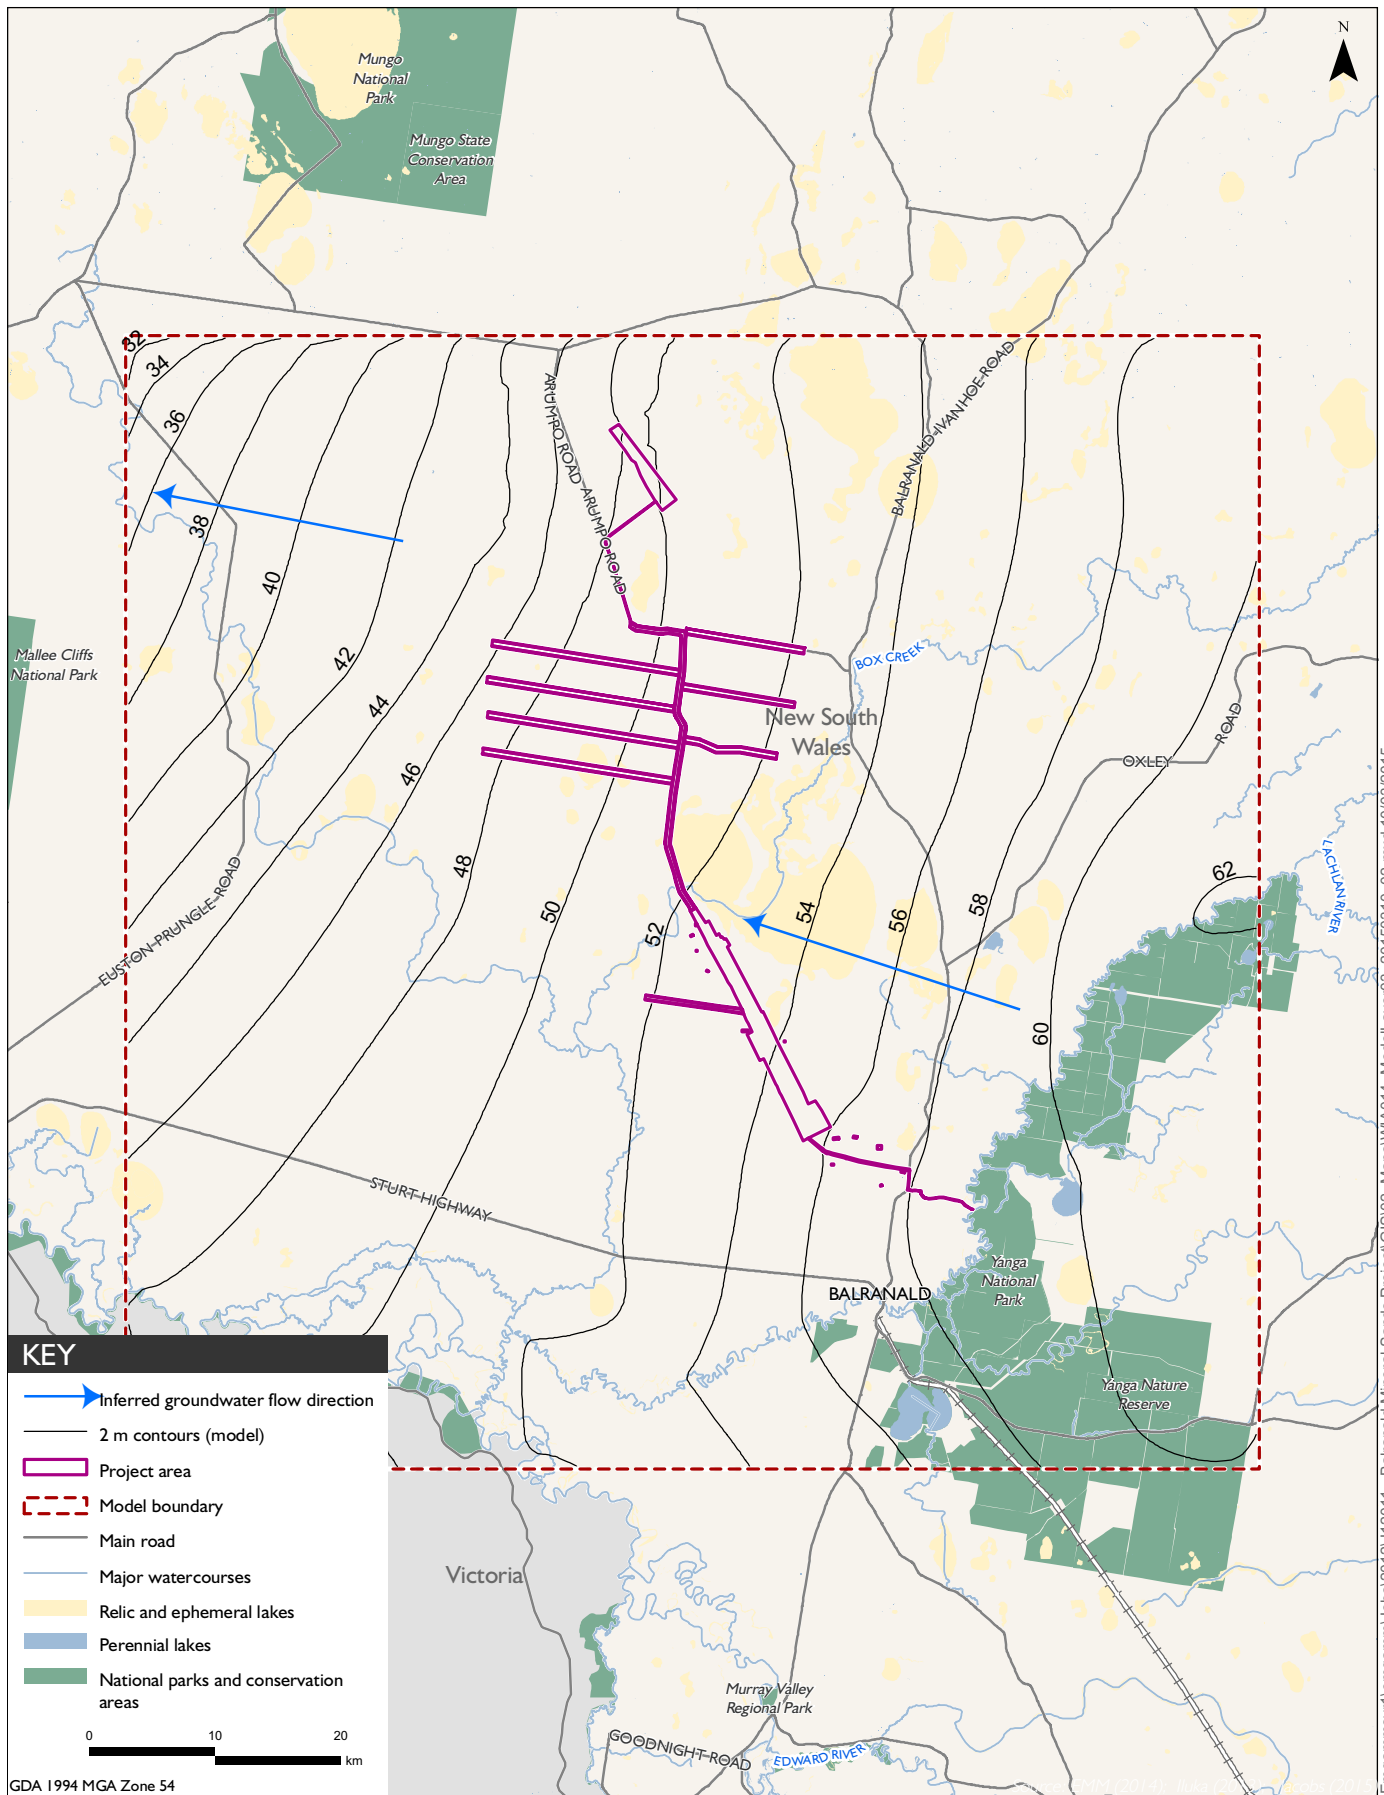 N
Mungo
National
Park
Mungo State
Conservation
Area
32
34
36
38
40
42
44
46
48
50
52
54
56
58
60
62
ARUMPO ROAD
ARUMPO ROAD
BALRANALD-IVANHOE ROAD
Mallee Cliffs
National Park
BOX CREEK
New South
Wales
OXLEY
ROAD
LACHLAN RIVER
EUSTON-PRUNGLE-ROAD
STURT HIGHWAY
Yanga
National
Park
BALRANALD
Yanga Nature
Reserve
KEY
Inferred groundwater flow direction
2 m contours (model)
Project area
Model boundary
Main road
Major watercourses
Relic and ephemeral lakes
Perennial lakes
National parks and conservation
areas
0 10 20
km
GDA 1994 MGA Zone 54
Victoria
Murray Valley
Regional Park
GOODNIGHT ROAD
EDWARD RIVER